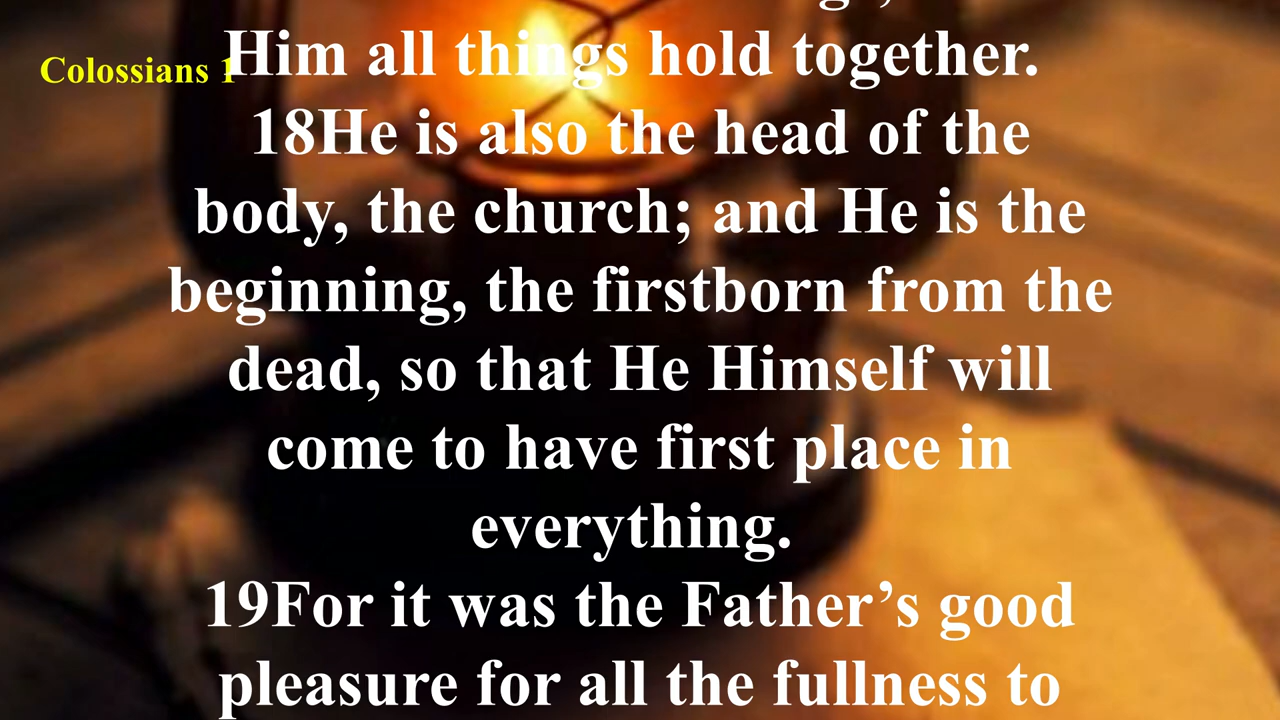 Colossians 1
Him all things hold together.
18He is also the head of the
body, the church; and He is the
beginning, the firstborn from the
dead, so that He Himself will
come to have first place in
everything.
19For it was the Father’s good
pleasure for all the fullness to